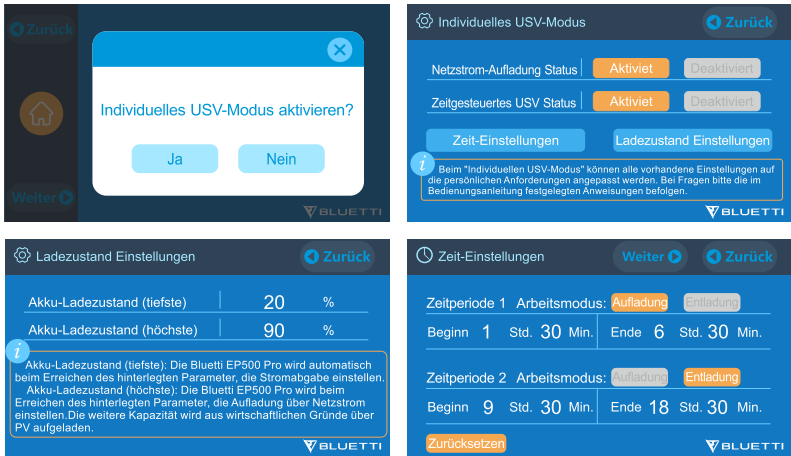 Zurück
Individuelles USV-Modus aktivieren?
Ja Nein
Weiter
BLUETTI
Individuelles USV-Modus Zurück
Netzstrom-Aufladung Status Aktiviet Deaktiviert
Zeitgesteuertes USV Status Aktiviet Deaktiviert
Zeit-Einstellungen Ladezustand Einstellungen
i
Beim "Individuellen USV-Modus" können alle vorhandene Einstellungen auf
die persönlichen Anforderungen angepasst werden. Bei Fragen bitte die im
Bedienungsanleitung festgelegten Anweisungen befolgen.
BLUETTI
Ladezustand Einstellungen Zurück
Akku-Ladezustand (tiefste) 20 %
Akku-Ladezustand (höchste) 90 %
i
Akku-Ladezustand (tiefste): Die Bluetti EP500 Pro wird automatisch
beim Erreichen des hinterlegten Parameter, die Stromabgabe einstellen.
Akku-Ladezustand (höchste): Die Bluetti EP500 Pro wird beim
Erreichen des hinterlegten Parameter, die Aufladung über Netzstrom
einstellen.Die weitere Kapazität wird aus wirtschaftlichen Gründe über
PV aufgeladen.
BLUETTI
Zeit-Einstellungen Weiter Zurück
Zeitperiode 1 Arbeitsmodus: Aufladung Entladung
Beginn 1 Std. 30 Min. Ende 6 Std. 30 Min.
Zeitperiode 2 Arbeitsmodus: Aufladung Entladung
Beginn 9 Std. 30 Min. Ende 18 Std. 30 Min.
Zurücksetzen
BLUETTI